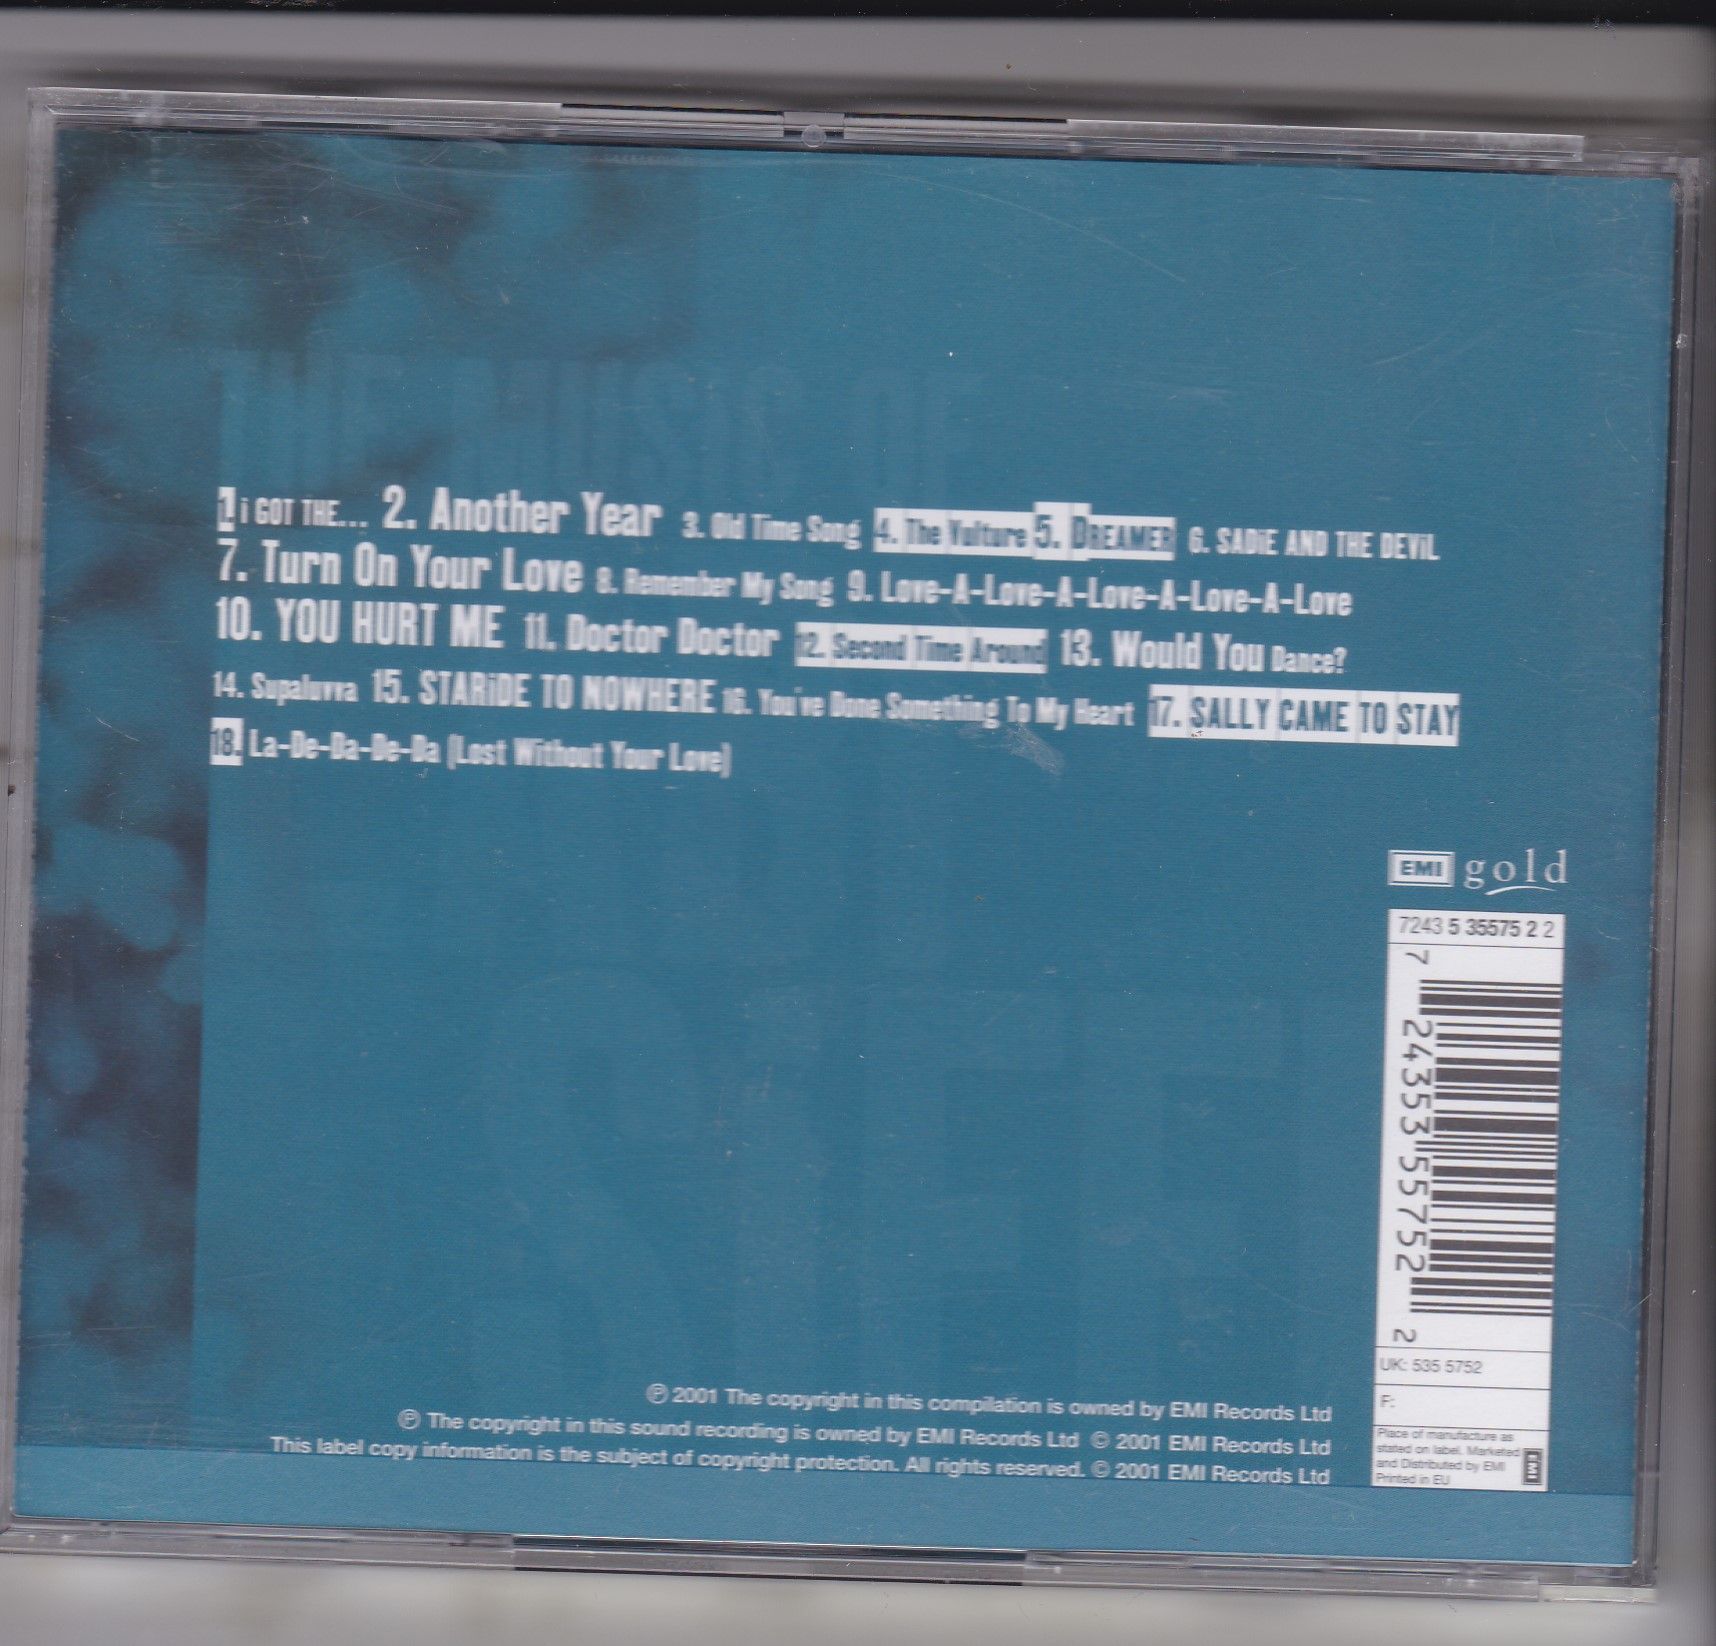 THE MUSIC OF
1. i GOT THE... 2. Another Year 3. Old Time Song 4. The Vulture 5. DREAMER 6. SADiE AND THE DEViL
7. Turn On Your Love 8. Remember My Song 9. Love-A-Love-A-Love-A-Love-A-Love
10. YOU HURT ME 11. Doctor Doctor 12. Second Time Around 13. Would You Dance?
14. Supaluvva 15. STARiDE TO NOWHERE 16. You've Done Something To My Heart 17. SALLY CAME TO STAY
18. La-De-Da-De-Da (Lost Without Your Love)
EMI gold
7243 5 35575 2 2
7 24353 55752 2
UK: 535 5752
F:
Place of manufacture as
stated on label. Marketed
and Distributed by EMI
Printed in EU
EMI
℗ 2001 The copyright in this compilation is owned by EMI Records Ltd
℗ The copyright in this sound recording is owned by EMI Records Ltd © 2001 EMI Records Ltd
This label copy information is the subject of copyright protection. All rights reserved. © 2001 EMI Records Ltd